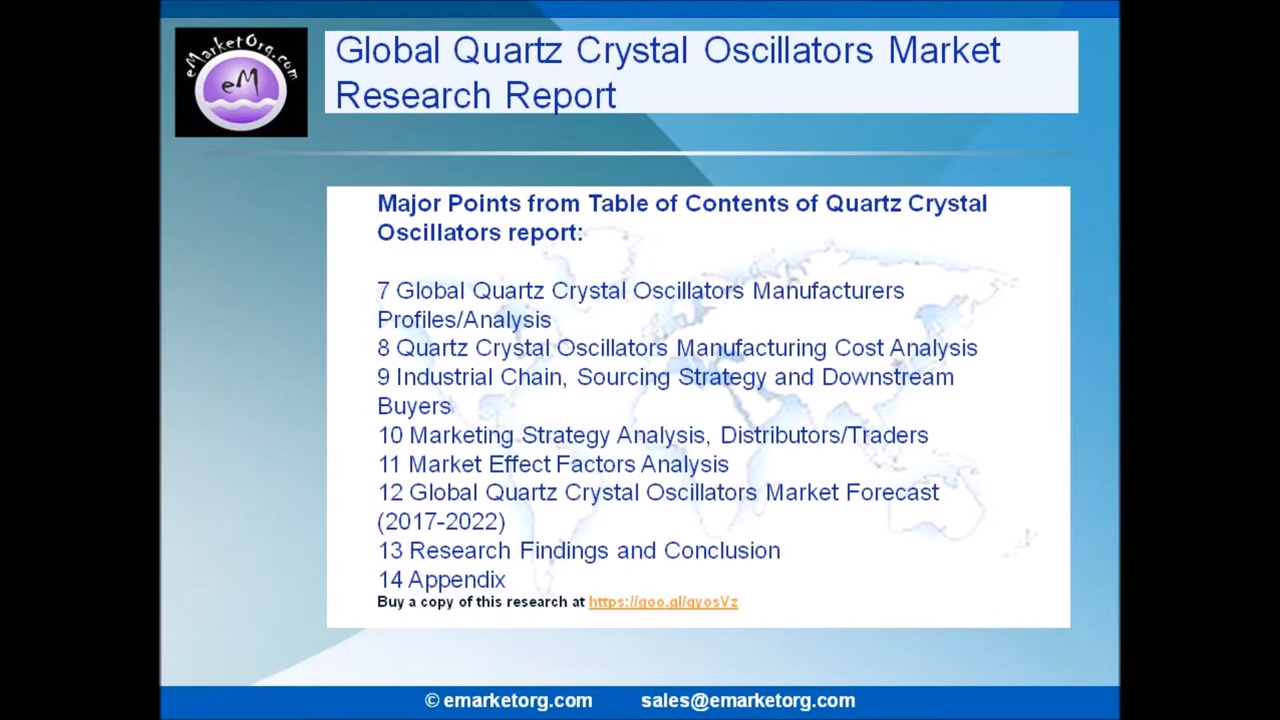 eMarketOrg.com
eM
Global Quartz Crystal Oscillators Market
Research Report
Major Points from Table of Contents of Quartz Crystal
Oscillators report:
7 Global Quartz Crystal Oscillators Manufacturers
Profiles/Analysis
8 Quartz Crystal Oscillators Manufacturing Cost Analysis
9 Industrial Chain, Sourcing Strategy and Downstream
Buyers
10 Marketing Strategy Analysis, Distributors/Traders
11 Market Effect Factors Analysis
12 Global Quartz Crystal Oscillators Market Forecast
(2017-2022)
13 Research Findings and Conclusion
14 Appendix
Buy a copy of this research at
© emarketorg.com sales@emarketorg.com